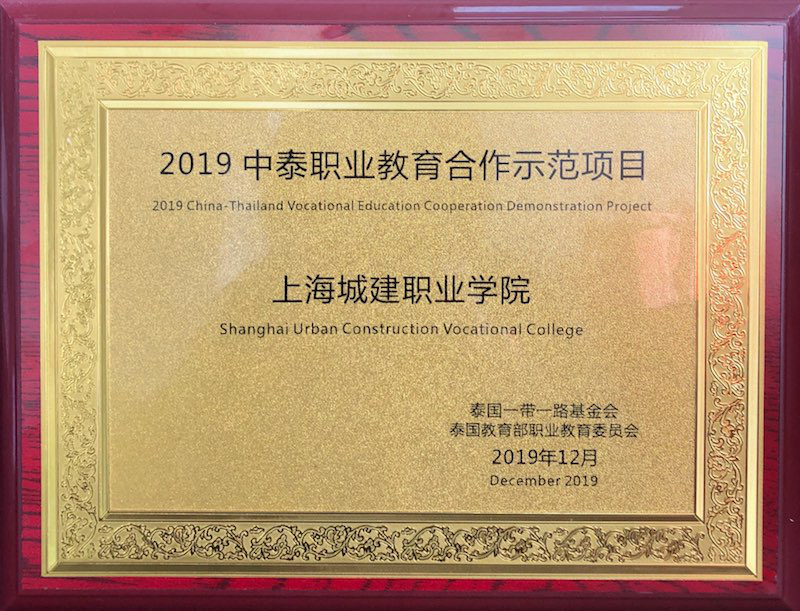 2019 中泰职业教育合作示范项目
2019 China-Thailand Vocational Education Cooperation Demonstration Project
上海城建职业学院
Shanghai Urban Construction Vocational College
泰国一带一路基金会
泰国教育部职业教育委员会
2019年12月
December 2019